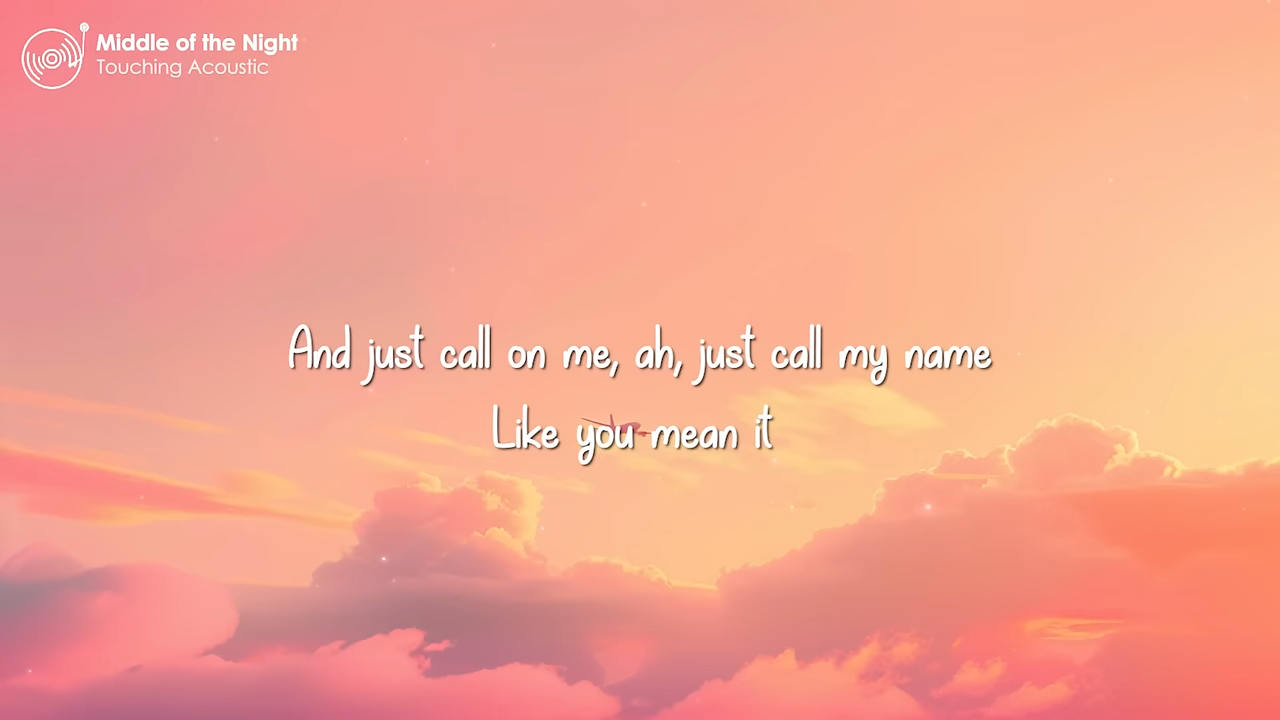 Middle of the Night
Touching Acoustic
And just call on me, ah, just call my name
Like you mean it